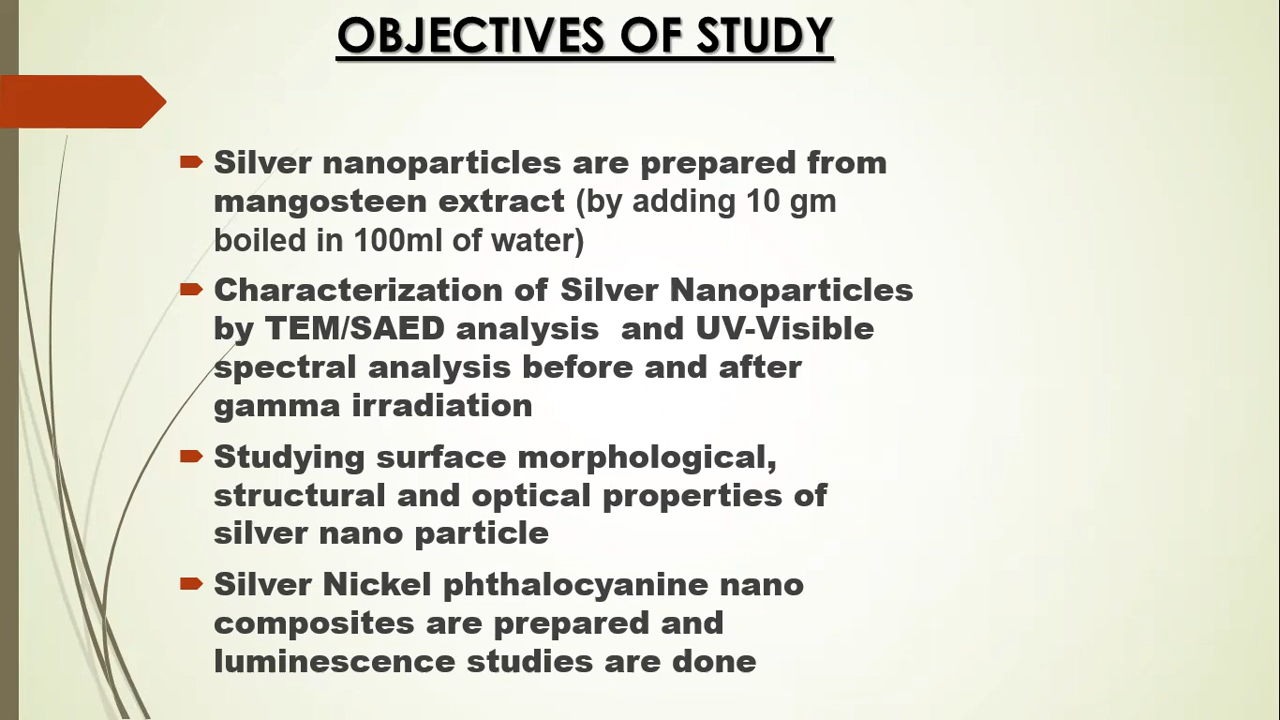 OBJECTIVES OF STUDY
Silver nanoparticles are prepared from
mangosteen extract (by adding 10 gm
boiled in 100ml of water)
Characterization of Silver Nanoparticles
by TEM/SAED analysis  and UV-Visible
spectral analysis before and after
gamma irradiation
Studying surface morphological,
structural and optical properties of
silver nano particle
Silver Nickel phthalocyanine nano
composites are prepared and
luminescence studies are done